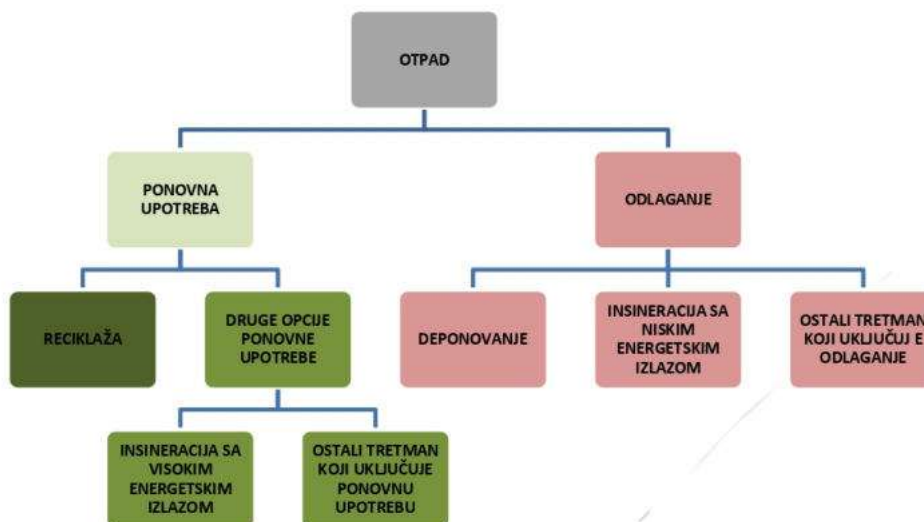 OTPAD
PONOVNA
UPOTREBA
ODLAGANJE
RECIKLAŽA
DRUGE OPCIJE
PONOVNE
UPOTREBE
DEPONOVANJE
INSINERACIJA SA
NISKIM
ENERGETSKIM
IZLAZOM
OSTALI TRETMAN
KOJI UKLJUČUJ E
ODLAGANJE
INSINERACIJA SA
VISOKIM
ENERGETSKIM
IZLAZOM
OSTALI TRETMAN
KOJI UKLJUČUJE
PONOVNU
UPOTREBU